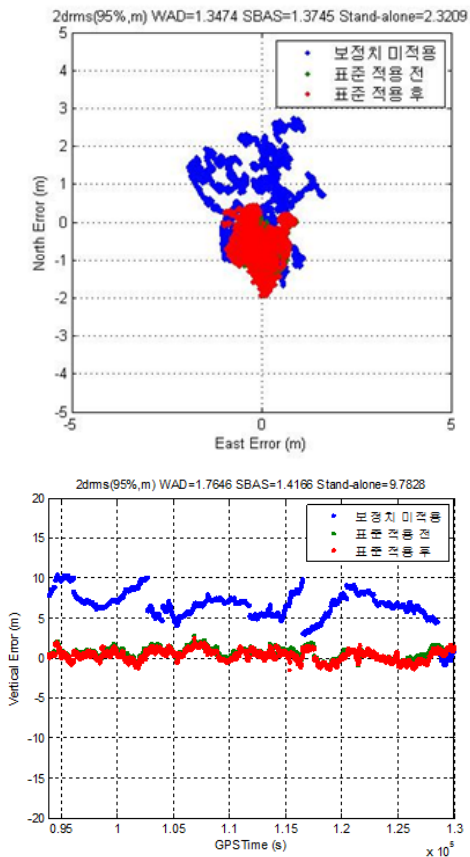 2drms(95%,m) WAD=1.3474 SBAS=1.3745 Stand-alone=2.3209
5
4
3
2
1
0
-1
-2
-3
-4
-5
North Error (m)
보정치 미적용
표준 적용 전
표준 적용 후
-5
0
5
East Error (m)
2drms(95%,m) WAD=1.7646 SBAS=1.4166 Stand-alone=9.7828
20
15
10
5
0
-5
-10
-15
-20
Vertical Error (m)
보정치 미적용
표준 적용 전
표준 적용 후
0.95
1
1.05
1.1
1.15
1.2
1.25
1.3
GPSTime (s)
x 10⁵